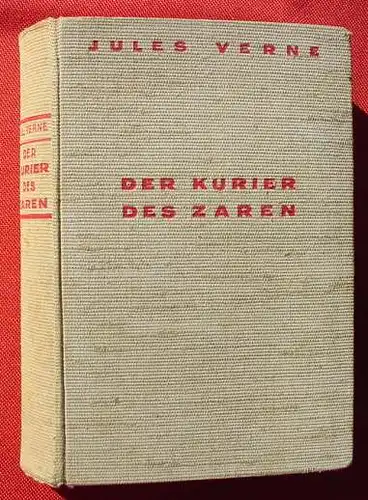 JULES VERNE
DER KURIER
DES ZAREN
VERNE
DER
KURIER
DES
ZAREN